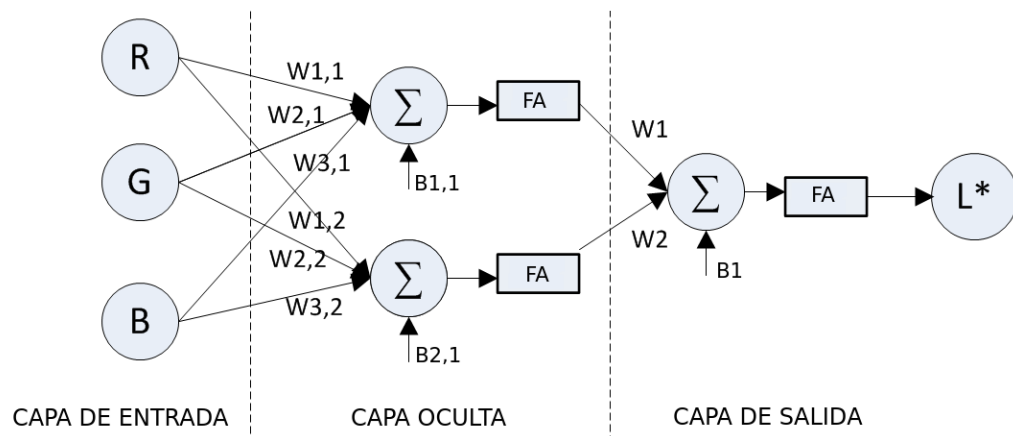 R
G
B
W1,1
W2,1
W3,1
W1,2
W2,2
W3,2
∑
B1,1
FA
∑
B2,1
FA
W1
W2
∑
B1
FA
L*
CAPA DE ENTRADA
CAPA OCULTA
CAPA DE SALIDA